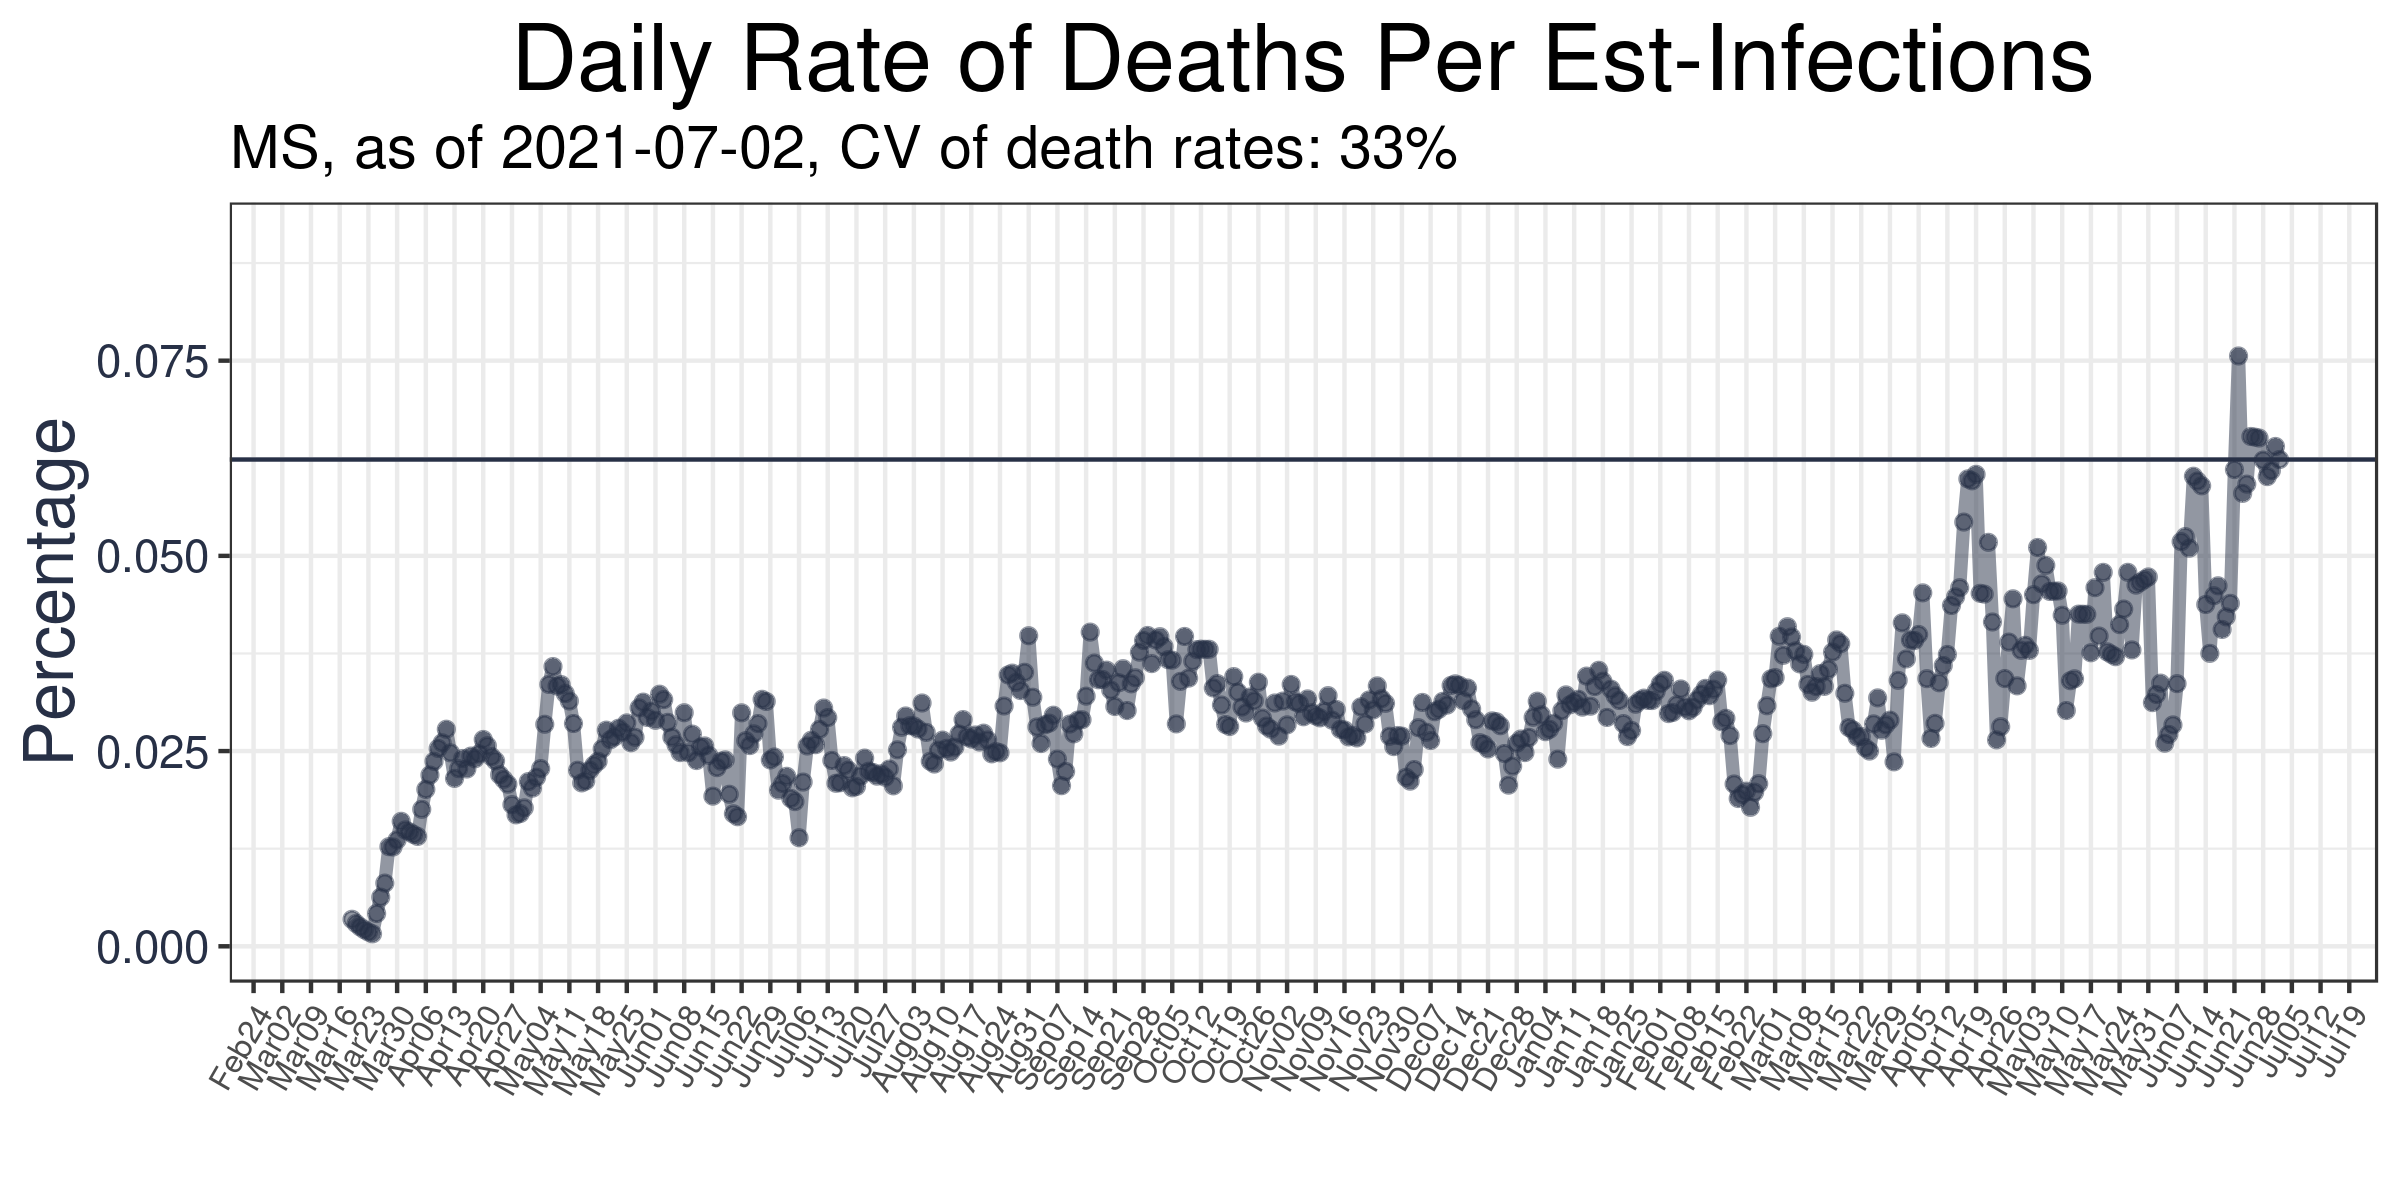 Daily Rate of Deaths Per Est-Infections
MS, as of 2021-07-02, CV of death rates: 33%
Percentage
0.075
0.050
0.025
0.000
Feb24
Mar02
Mar09
Mar16
Mar23
Mar30
Apr06
Apr13
Apr20
Apr27
May04
May11
May18
May25
Jun01
Jun08
Jun15
Jun22
Jun29
Jul06
Jul13
Jul20
Jul27
Aug03
Aug10
Aug17
Aug24
Aug31
Sep07
Sep14
Sep21
Sep28
Oct05
Oct12
Oct19
Oct26
Nov02
Nov09
Nov16
Nov23
Nov30
Dec07
Dec14
Dec21
Dec28
Jan04
Jan11
Jan18
Jan25
Feb01
Feb08
Feb15
Feb22
Mar01
Mar08
Mar15
Mar22
Mar29
Apr05
Apr12
Apr19
Apr26
May03
May10
May17
May24
May31
Jun07
Jun14
Jun21
Jun28
Jul05
Jul12
Jul19